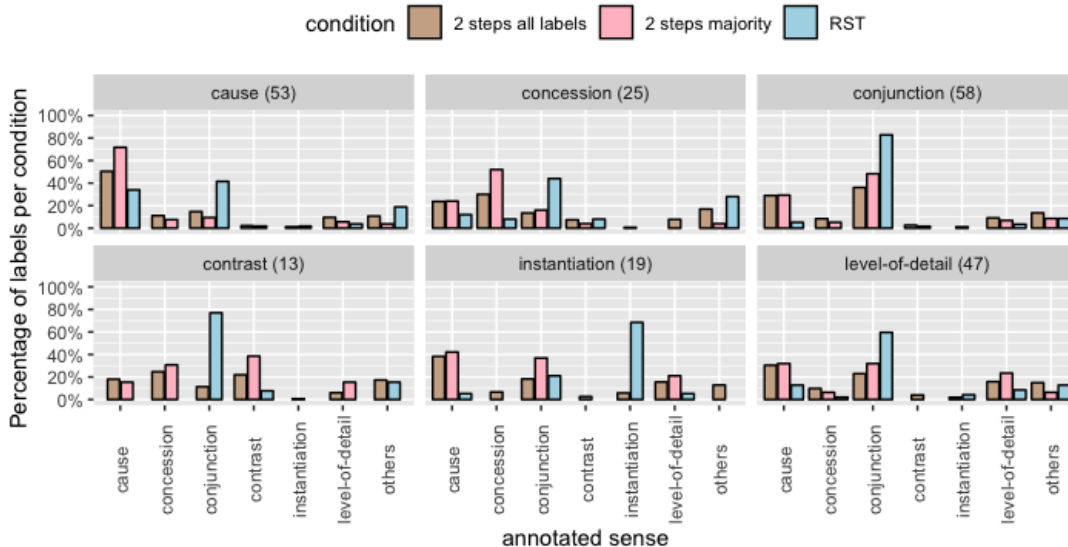 condition 2 steps all labels 2 steps majority RST
Percentage of labels per condition
cause (53) concession (25) conjunction (58)
100%
80%
60%
40%
20%
0%
contrast (13) instantiation (19) level-of-detail (47)
100%
80%
60%
40%
20%
0%
cause concession conjunction contrast instantiation level-of-detail others cause concession conjunction contrast instantiation level-of-detail others cause concession conjunction contrast instantiation level-of-detail others
annotated sense